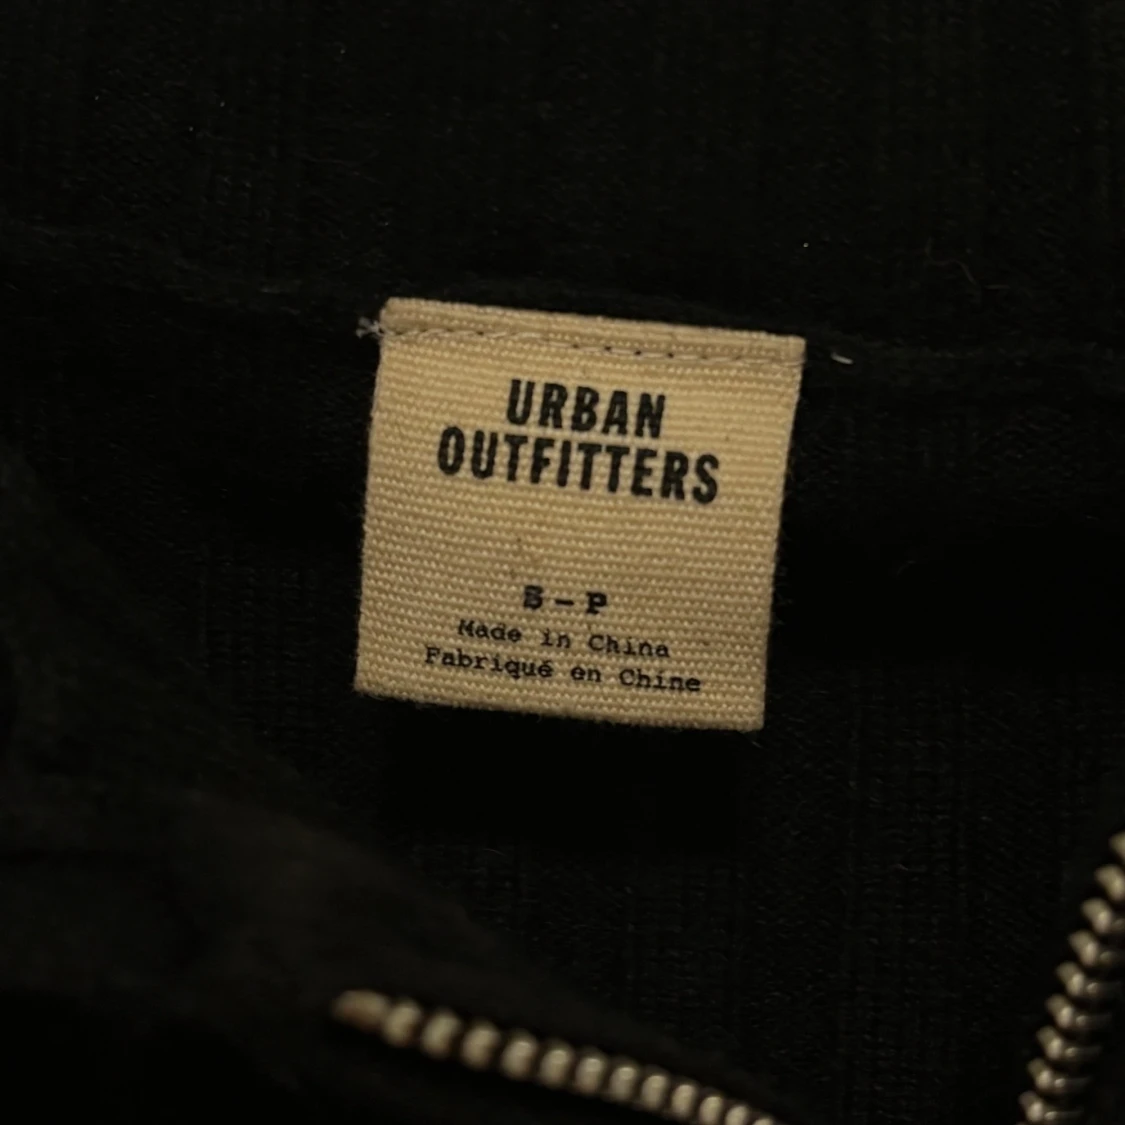 URBAN
OUTFITTERS
S - P
Made in China
Fabriqué en Chine